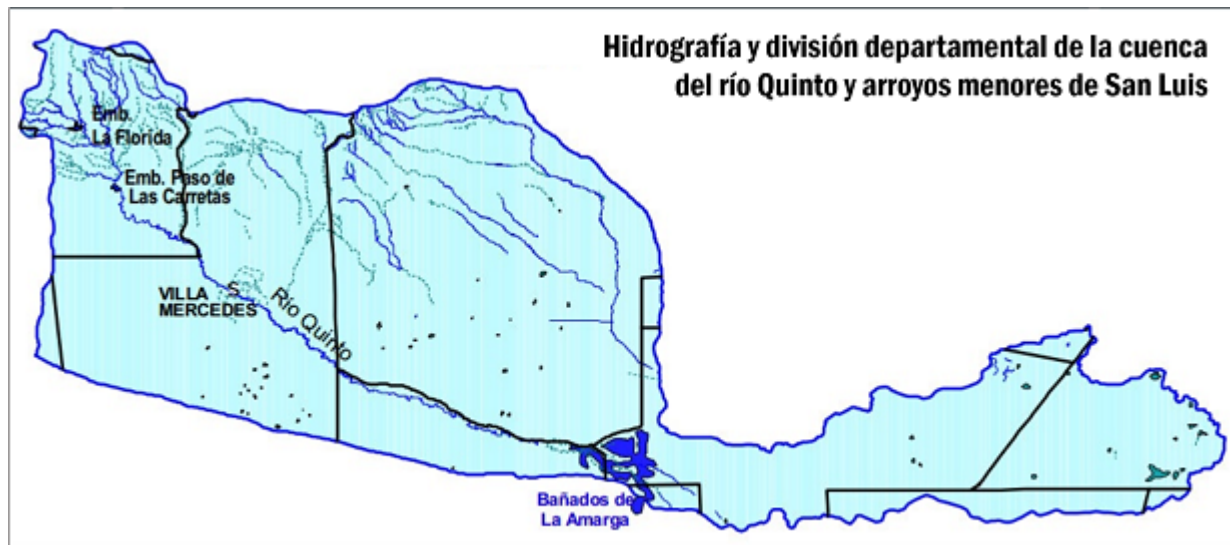 Hidrografía y división departamental de la cuenca
del río Quinto y arroyos menores de San Luis
Emb.
La Florida
Emb. Paso de
Las Carretas
VILLA
MERCEDES
Río Quinto
Bañados de
La Amarga